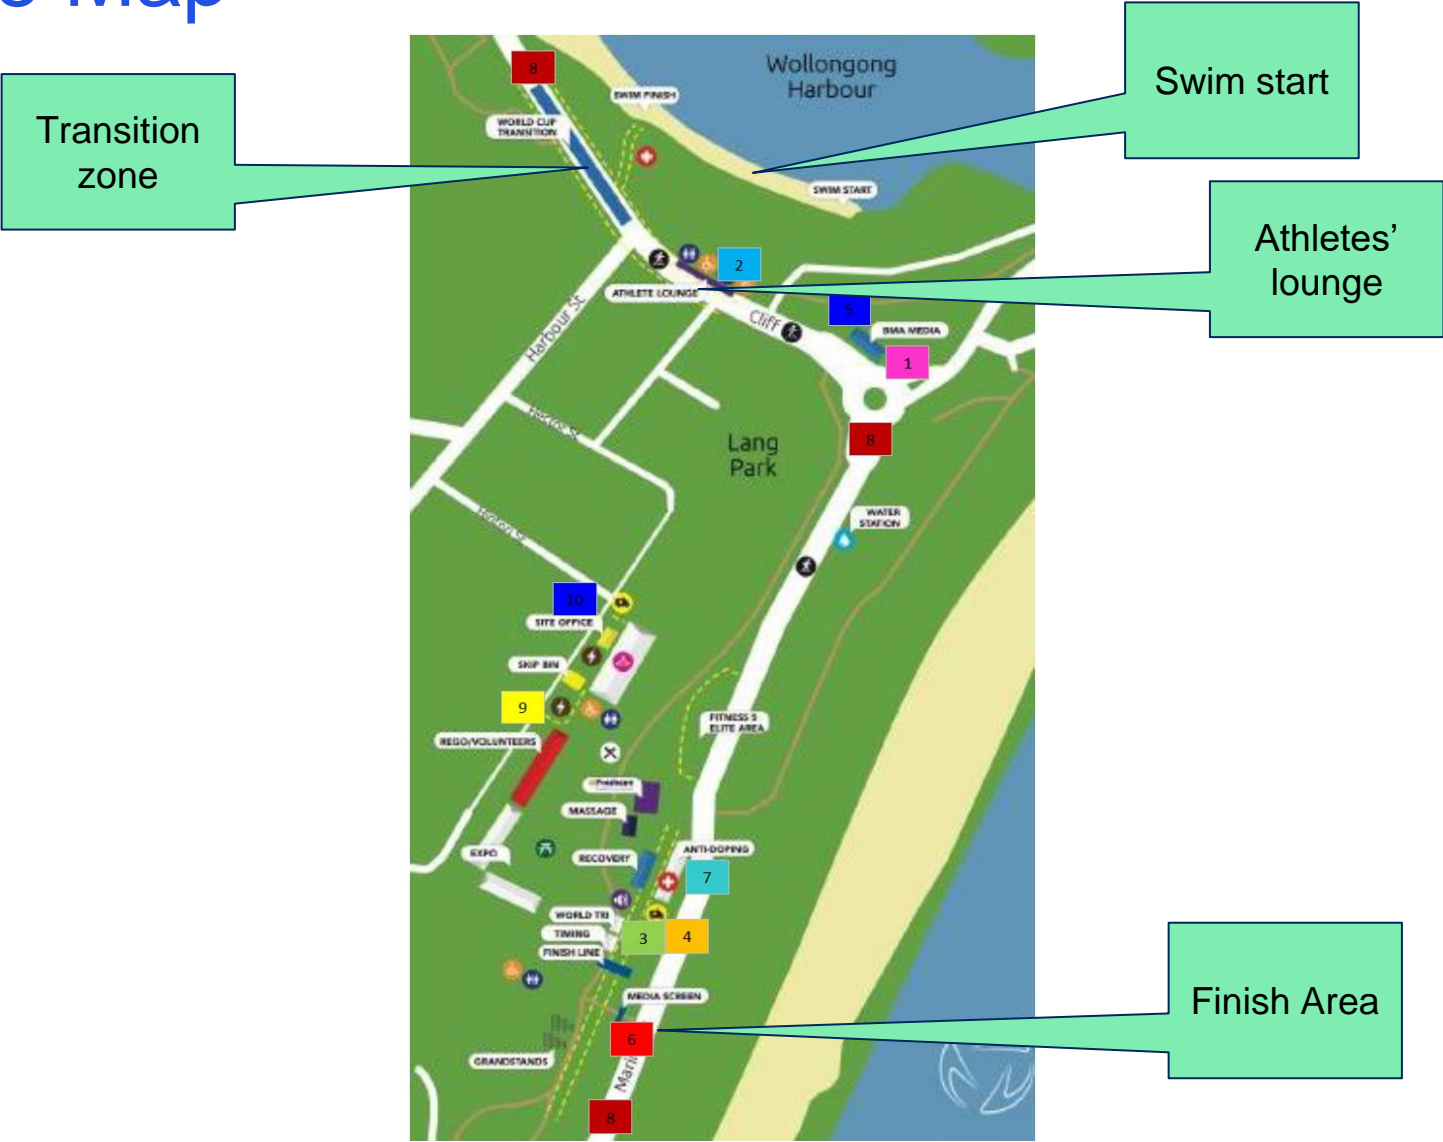 Map
8
Wollongong
Harbour
Swim start
SWIM FINISH
Transition
zone
WORLD CUP
TRANSITION
SWIM START
Athletes’
lounge
2
ATHLETE LOUNGE
5
Cliff
BMA MEDIA
Harbour St
1
8
Lang
Park
WATER
STATION
10
SITE OFFICE
SKIP BIN
9
FITNESS 5
ELITE AREA
REGO/VOLUNTEERS
MASSAGE
ANTI-DOPING
EXPO
RECOVERY
7
WORLD TRI
TIMING
3
4
FINISH LINE
MEDIA SCREEN
Finish Area
6
GRANDSTANDS
8